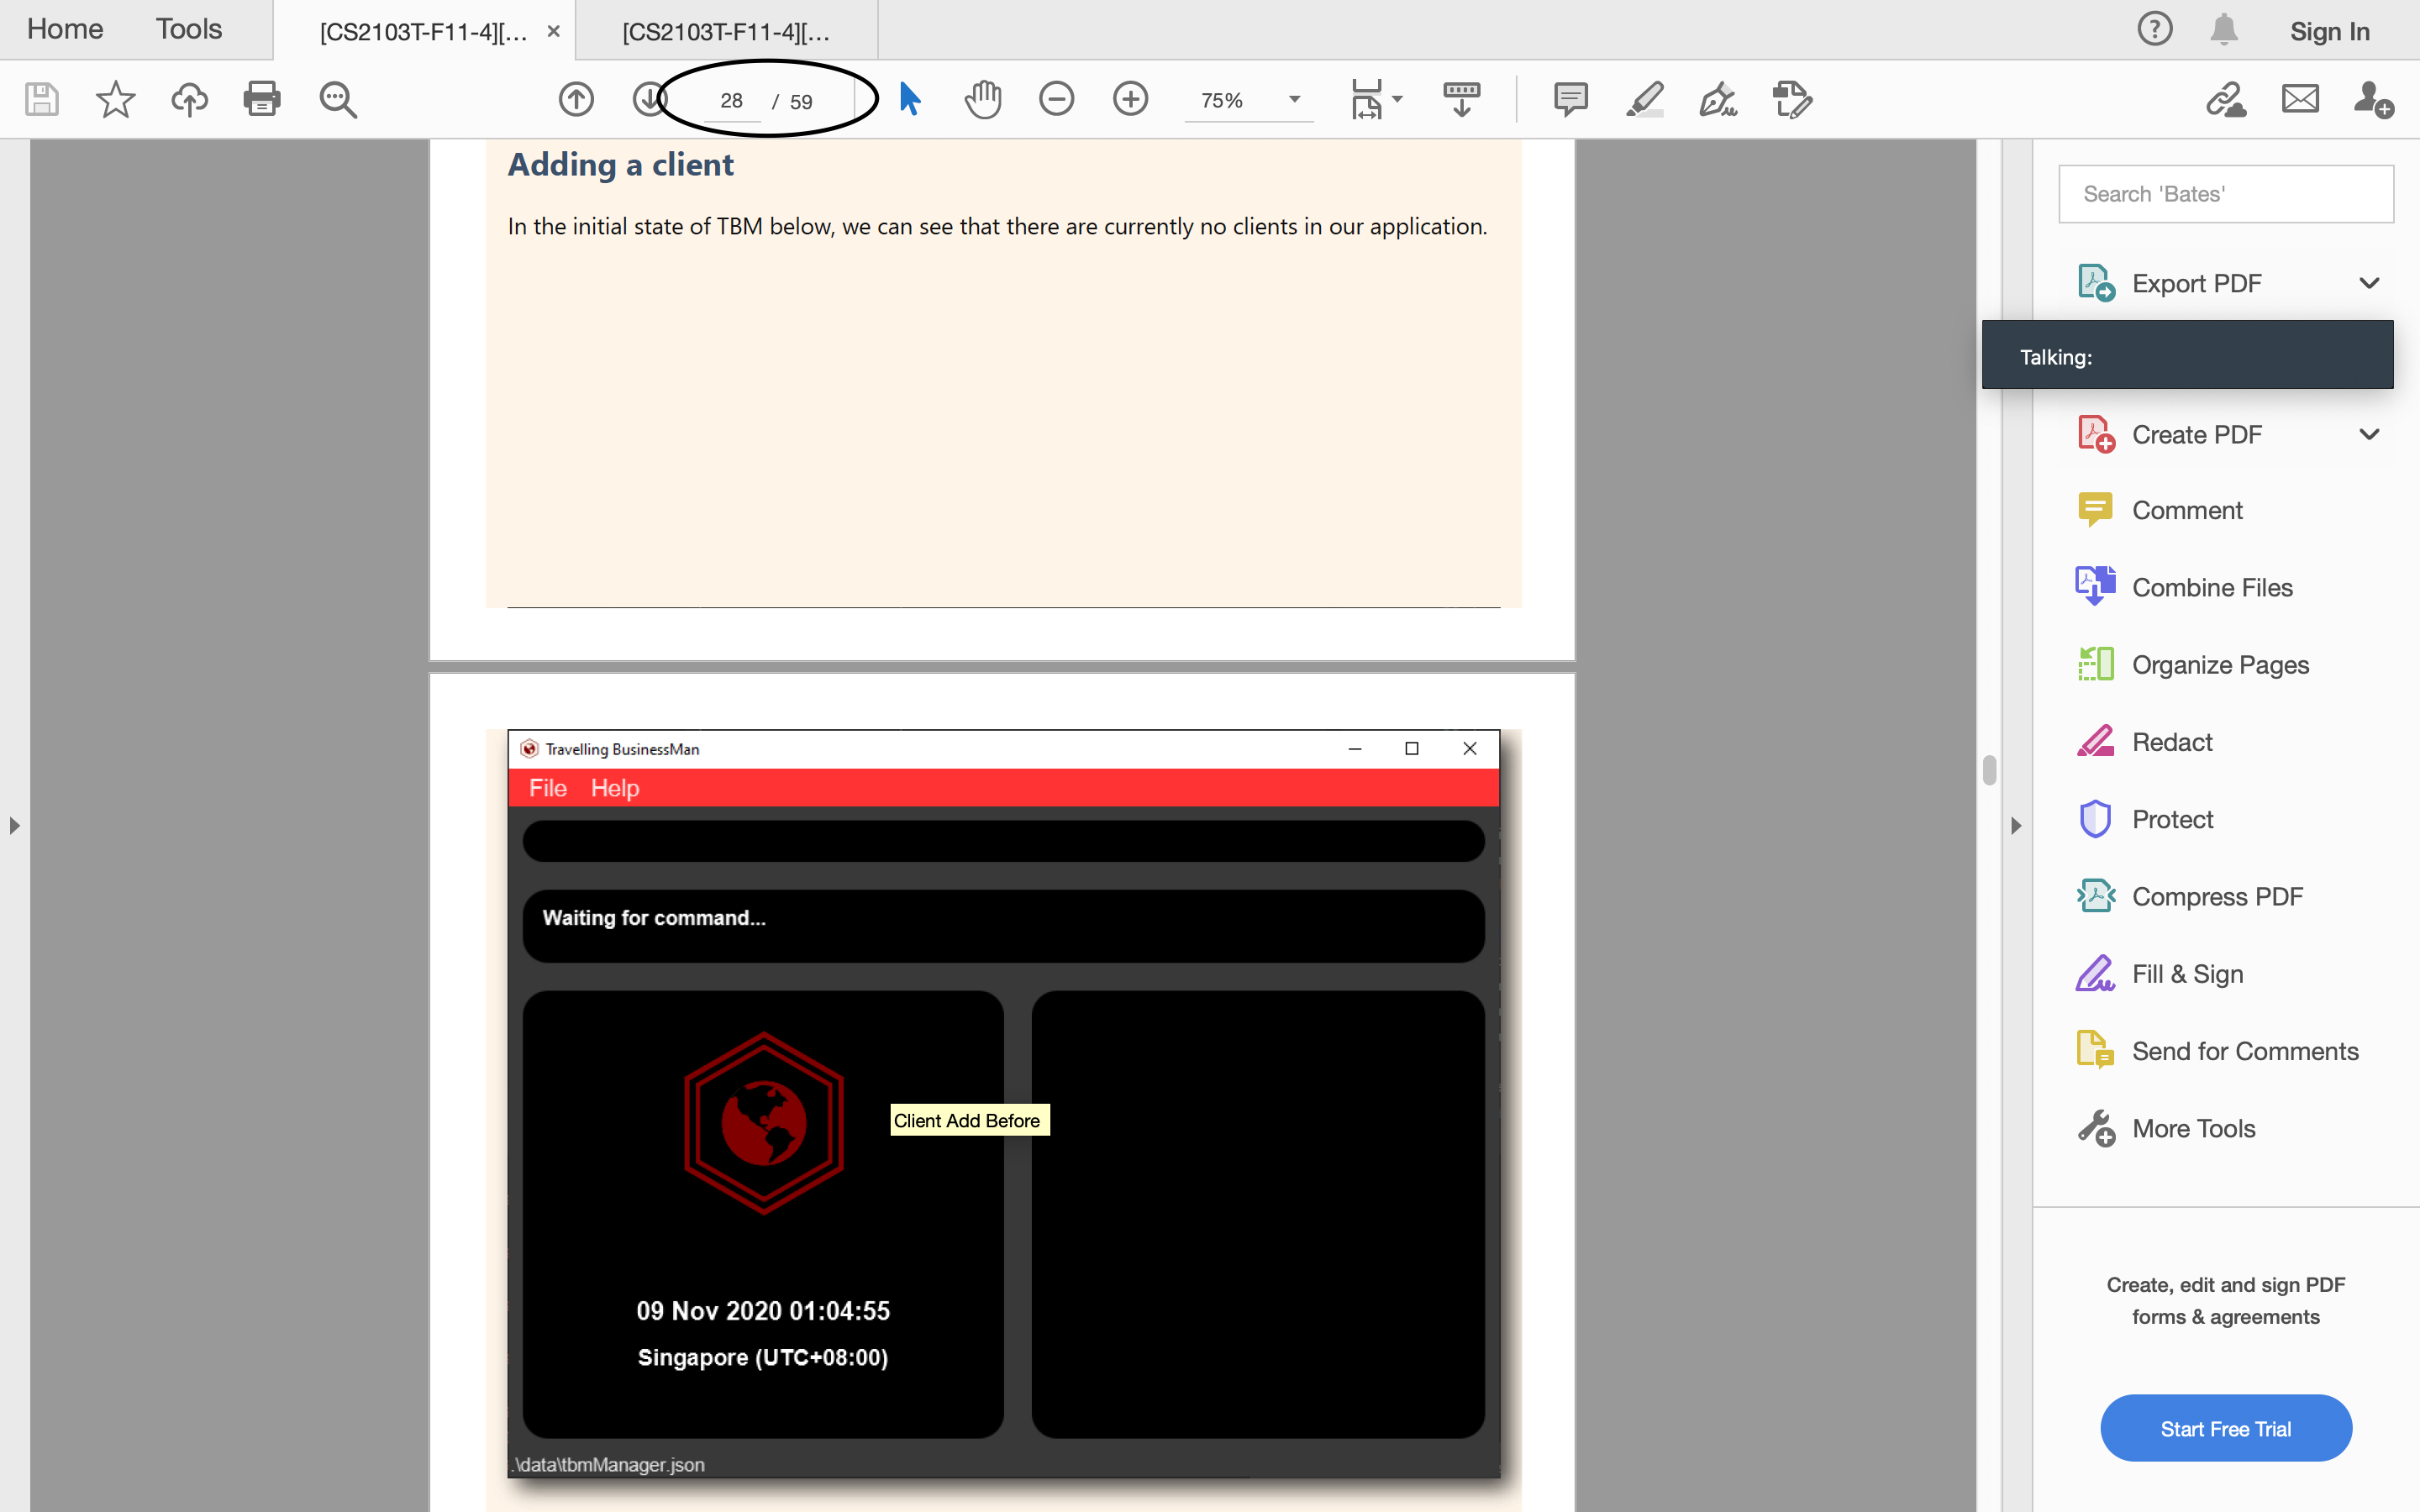 Home Tools [CS2103T-F11-4][... × [CS2103T-F11-4][... Sign In
28 / 59 75%
Adding a client
In the initial state of TBM below, we can see that there are currently no clients in our application.
Travelling BusinessMan
File Help
Waiting for command...
Client Add Before
09 Nov 2020 01:04:55
Singapore (UTC+08:00)
.\data\tbmManager.json
Search 'Bates'
Export PDF
Talking:
Create PDF
Comment
Combine Files
Organize Pages
Redact
Protect
Compress PDF
Fill & Sign
Send for Comments
More Tools
Create, edit and sign PDF
forms & agreements
Start Free Trial